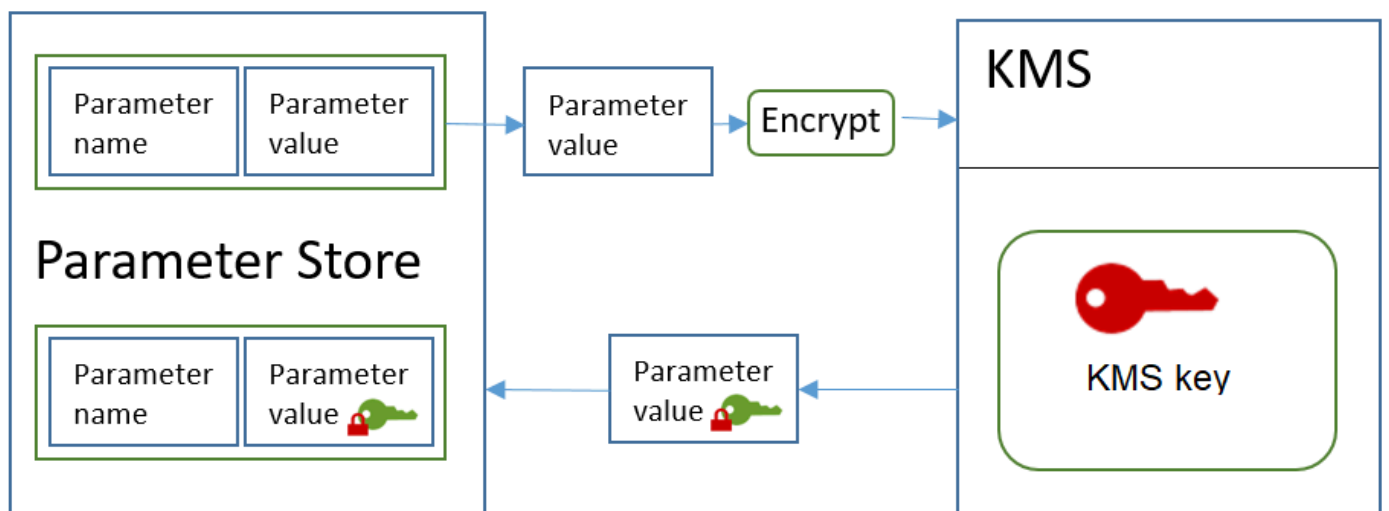 Parameter
name
Parameter
value
Parameter
value
Encrypt
KMS
Parameter Store
Parameter
name
Parameter
value
Parameter
value
KMS key